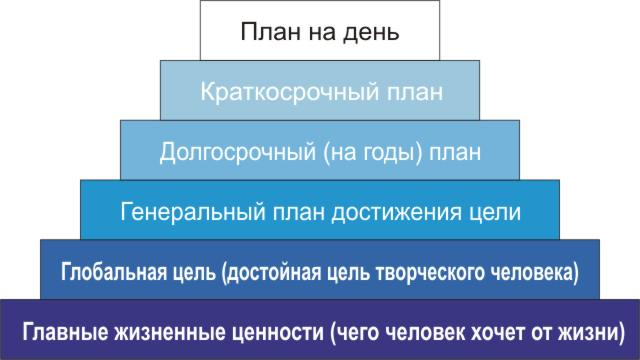 План на день
Краткосрочный план
Долгосрочный (на годы) план
Генеральный план достижения цели
Глобальная цель (достойная цель творческого человека)
Главные жизненные ценности (чего человек хочет от жизни)